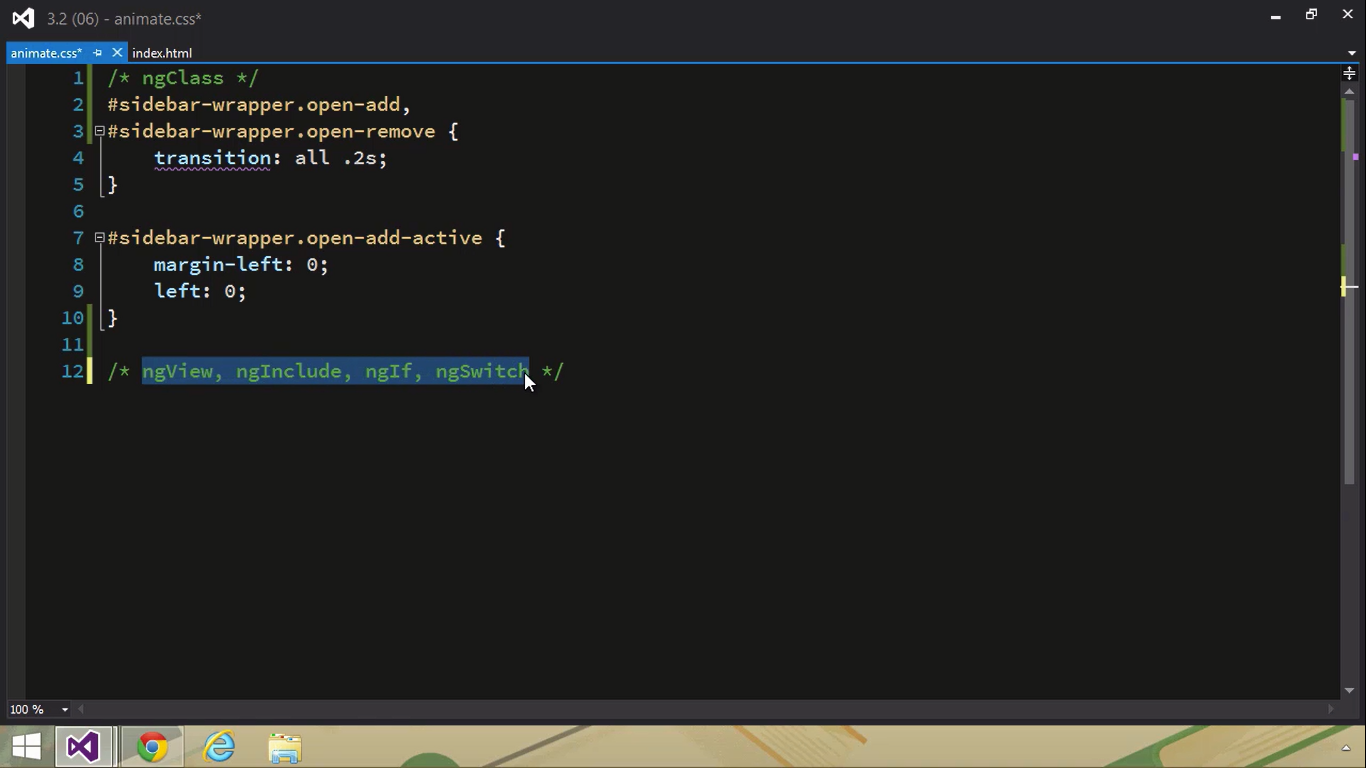 3.2 (06) - animate.css*
animate.css*
index.html
1 /* ngClass */
2 #sidebar-wrapper.open-add,
3 #sidebar-wrapper.open-remove {
4 transition: all .2s;
5 }
6
7 #sidebar-wrapper.open-add-active {
8 margin-left: 0;
9 left: 0;
10 }
11
12 /* ngView, ngInclude, ngIf, ngSwitch */
100 %